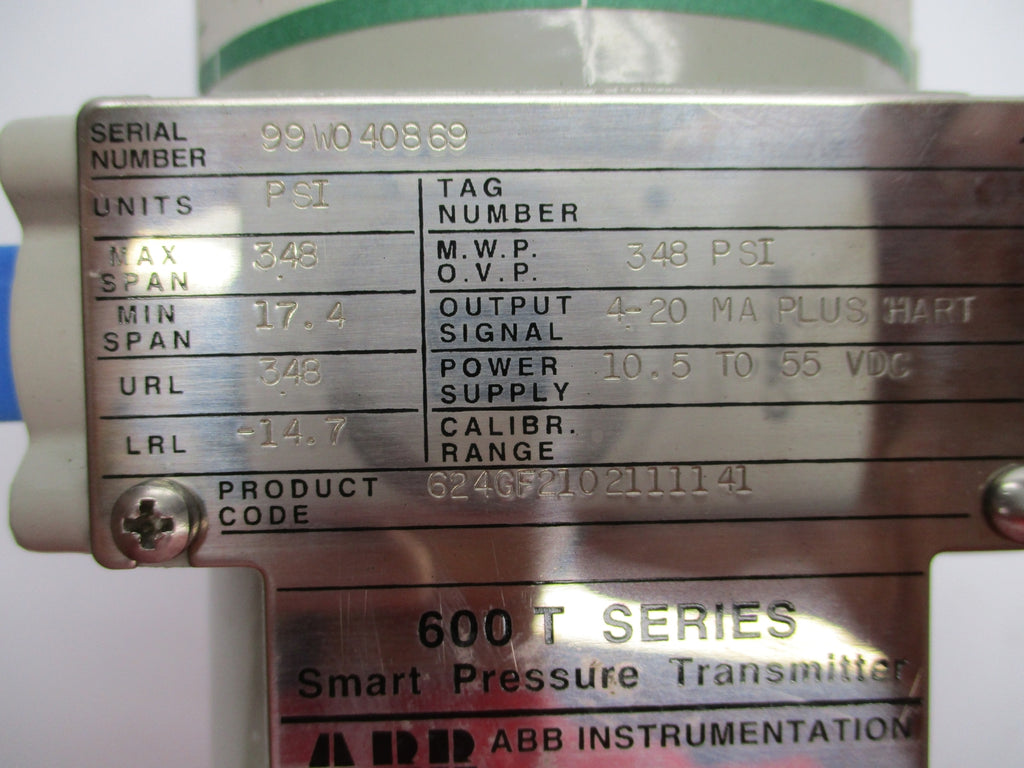 SERIAL NUMBER 99W040869
UNITS PSI
MAX SPAN 348
MIN SPAN 17.4
URL 348
LRL -14.7
TAG NUMBER
M.W.P. O.V.P. 348 PSI
OUTPUT SIGNAL 4-20 MA PLUS HART
POWER SUPPLY 10.5 TO 55 VDC
CALIBR. RANGE
PRODUCT CODE 624GF2102111141
600 T SERIES
Smart Pressure Transmitter
ABB ABB INSTRUMENTATION